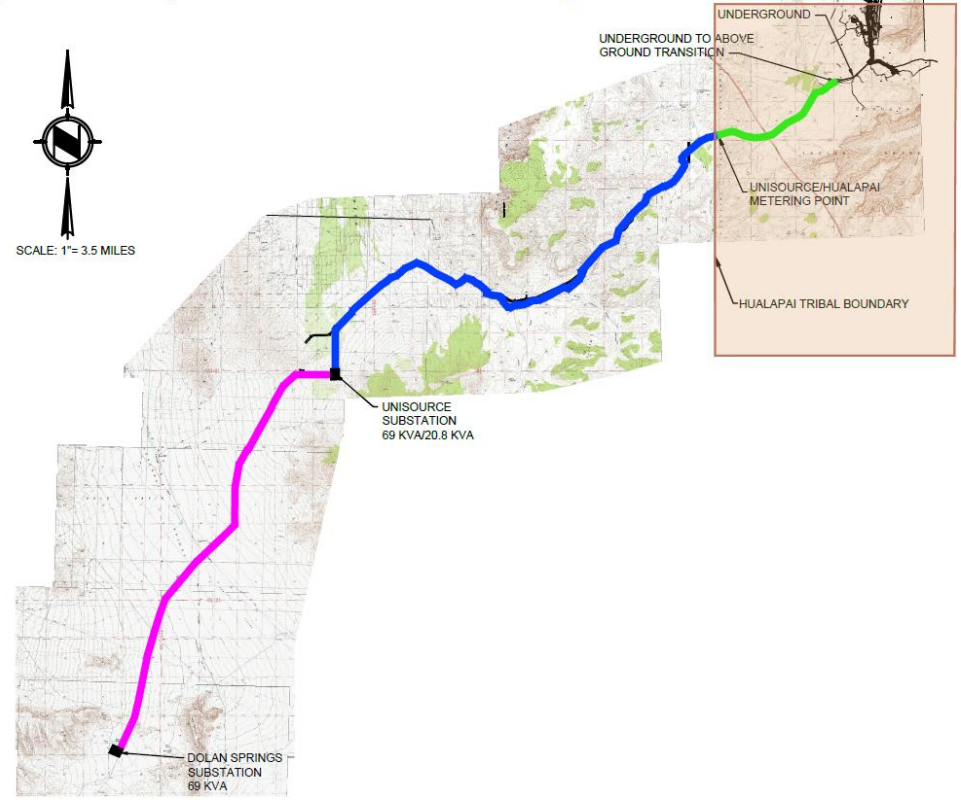 UNDERGROUND
UNDERGROUND TO ABOVE
GROUND TRANSITION
SCALE: 1"= 3.5 MILES
UNISOURCE/HUALAPAI
METERING POINT
HUALAPAI TRIBAL BOUNDARY
UNISOURCE
SUBSTATION
69 KVA/20.8 KVA
DOLAN SPRINGS
SUBSTATION
69 KVA